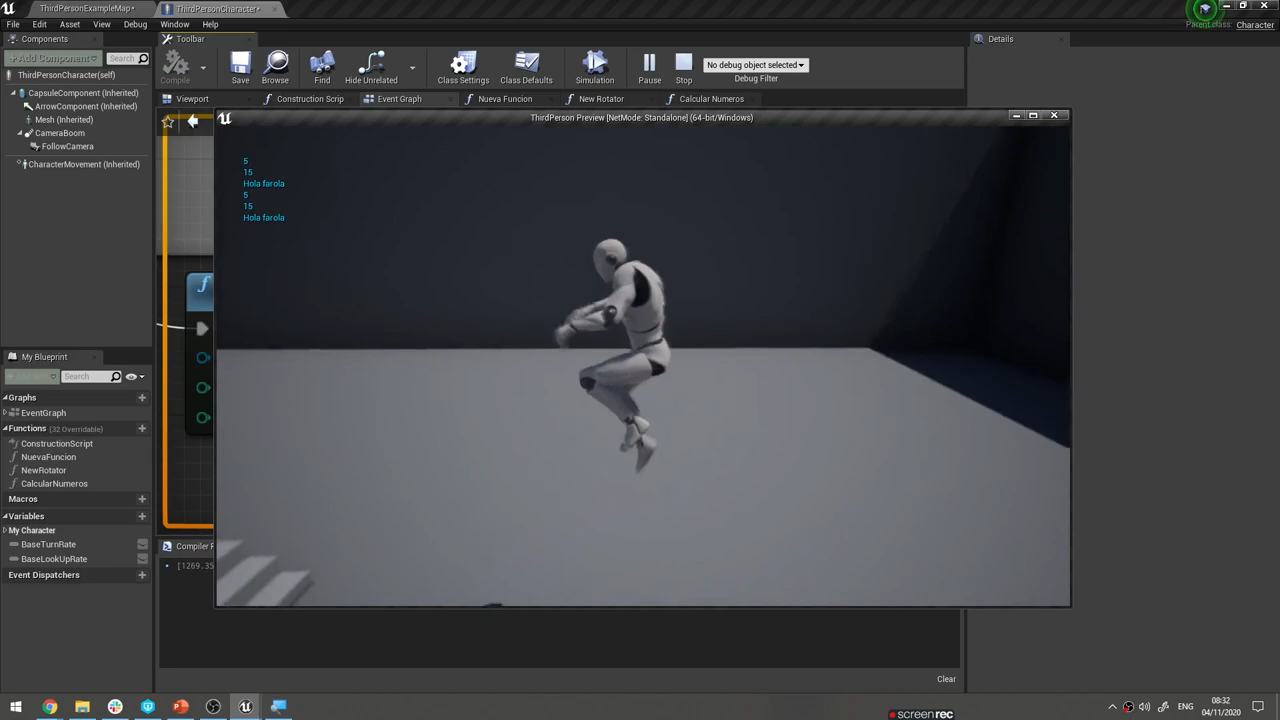 ThirdPersonExampleMap•
ThirdPersonCharacter•
File Edit Asset View Debug Window Help
Parent class: Character
Components
Toolbar
Details
+Add Component
Search
ThirdPersonCharacter(self)
CapsuleComponent (Inherited)
ArrowComponent (Inherited)
Mesh (Inherited)
CameraBoom
FollowCamera
CharacterMovement (Inherited)
Compile
Save
Browse
Find
Hide Unrelated
Class Settings
Class Defaults
Simulation
Pause
Stop
No debug object selected
Debug Filter
Viewport
Construction Scrip
Event Graph
Nueva Funcion
New Rotator
Calcular Numeros
ThirdPerson Preview [NetMode: Standalone] (64-bit/Windows)
5
15
Hola farola
5
15
Hola farola
My Blueprint
Search
Graphs
EventGraph
Functions (32 Overridable)
ConstructionScript
NuevaFuncion
NewRotator
CalcularNumeros
Macros
Variables
My Character
BaseTurnRate
BaseLookUpRate
Event Dispatchers
Compiler
[1269.35
Clear
ENG
08:32
04/11/2020
screenrec